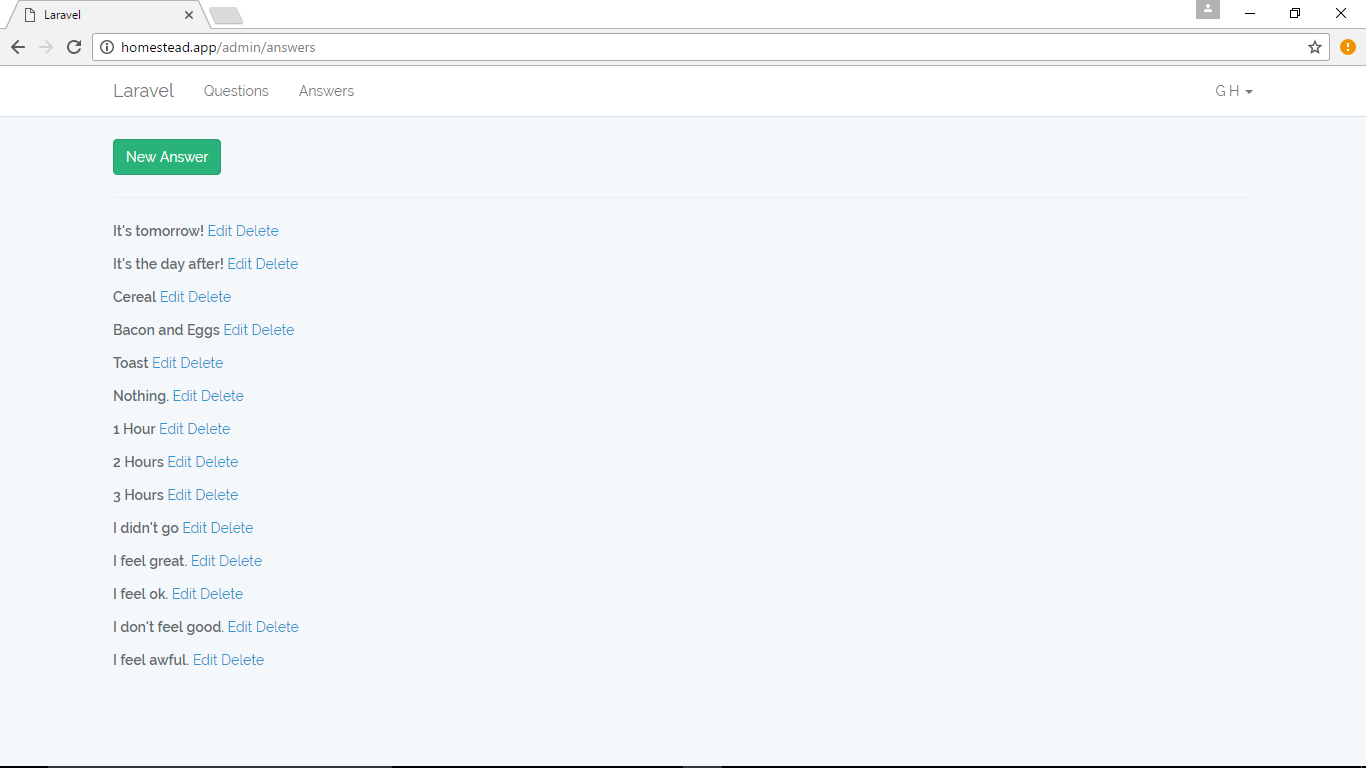 Laravel
homestead.app/admin/answers
Laravel Questions Answers G H
New Answer
It's tomorrow! Edit Delete
It's the day after! Edit Delete
Cereal Edit Delete
Bacon and Eggs Edit Delete
Toast Edit Delete
Nothing. Edit Delete
1 Hour Edit Delete
2 Hours Edit Delete
3 Hours Edit Delete
I didn't go Edit Delete
I feel great. Edit Delete
I feel ok. Edit Delete
I don't feel good. Edit Delete
I feel awful. Edit Delete